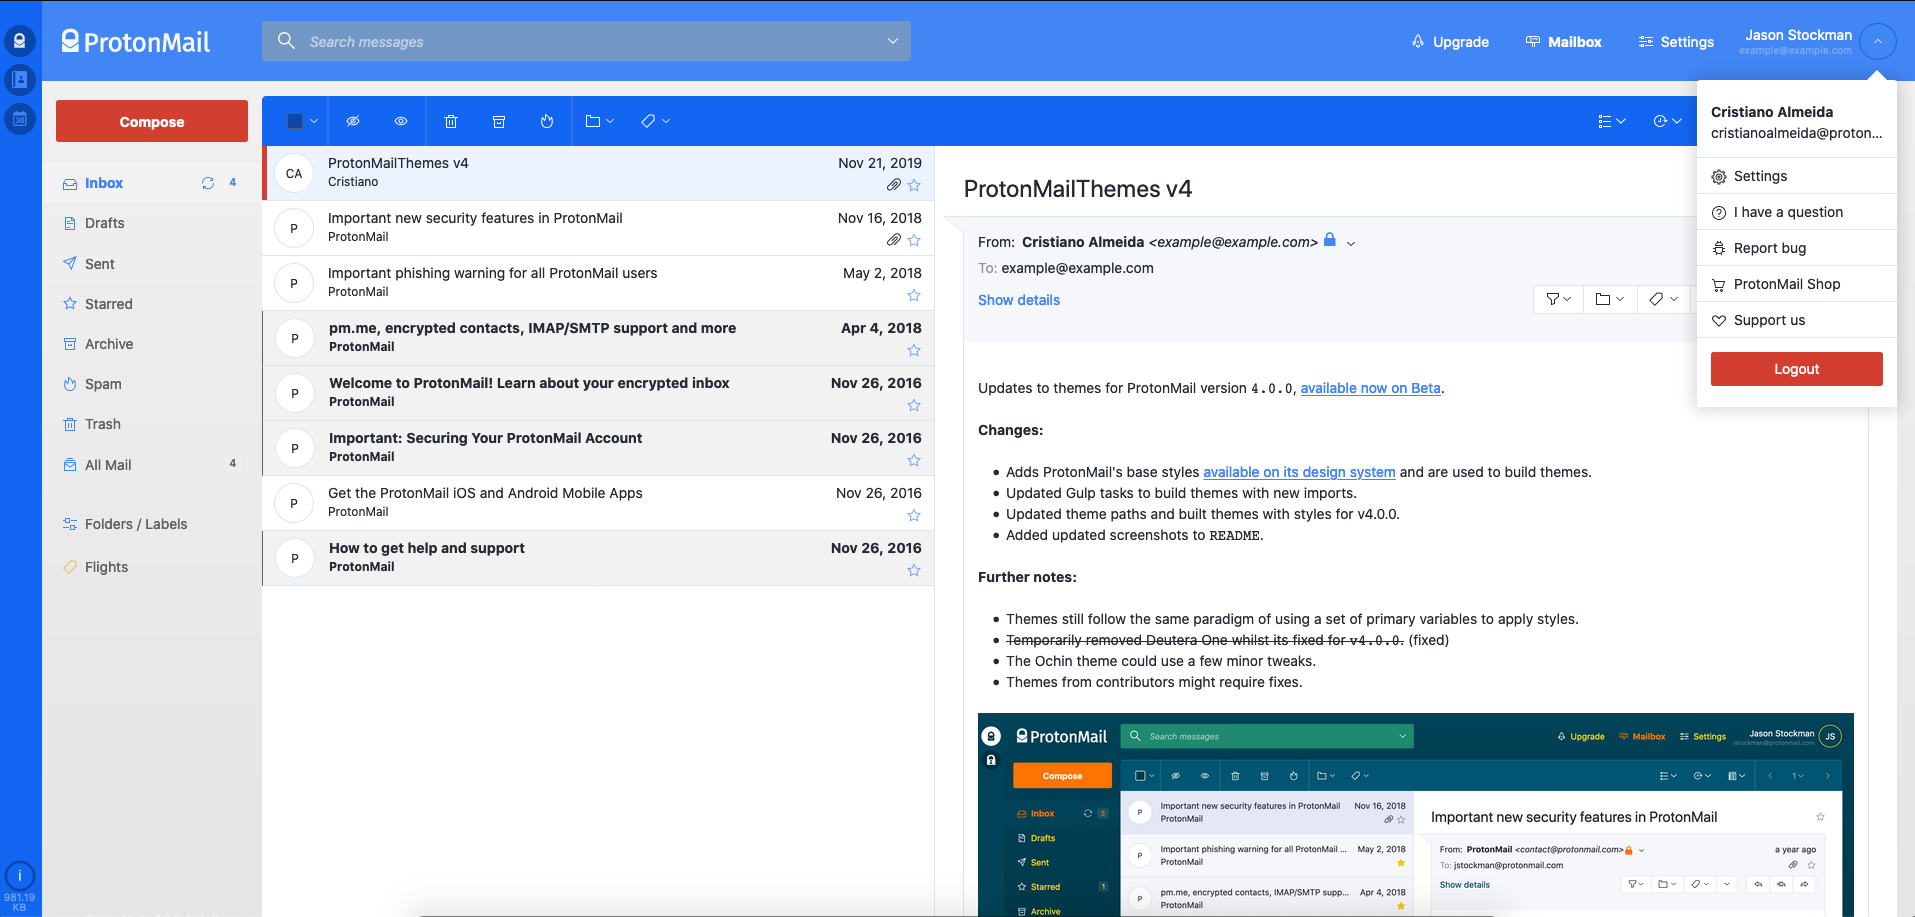 ProtonMail
Search messages
Upgrade
Mailbox
Settings
Jason Stockman
example@example.com
30
Compose
Inbox
4
Drafts
Sent
Starred
Archive
Spam
Trash
All Mail
4
Folders / Labels
Flights
i
981.19
KB
CA
ProtonMailThemes v4
Nov 21, 2019
Cristiano
P
Important new security features in ProtonMail
Nov 16, 2018
ProtonMail
P
Important phishing warning for all ProtonMail users
May 2, 2018
ProtonMail
P
pm.me, encrypted contacts, IMAP/SMTP support and more
Apr 4, 2018
ProtonMail
P
Welcome to ProtonMail! Learn about your encrypted inbox
Nov 26, 2016
ProtonMail
P
Important: Securing Your ProtonMail Account
Nov 26, 2016
ProtonMail
P
Get the ProtonMail iOS and Android Mobile Apps
Nov 26, 2016
ProtonMail
P
How to get help and support
Nov 26, 2016
ProtonMail
ProtonMailThemes v4
From: Cristiano Almeida <example@example.com>
To: example@example.com
Show details
Cristiano Almeida
cristianoalmeida@proton...
Settings
I have a question
Report bug
ProtonMail Shop
Support us
Logout
Updates to themes for ProtonMail version 4.0.0, available now on Beta.
Changes:
• Adds ProtonMail's base styles available on its design system and are used to build themes.
• Updated Gulp tasks to build themes with new imports.
• Updated theme paths and built themes with styles for v4.0.0.
• Added updated screenshots to README.
Further notes:
• Themes still follow the same paradigm of using a set of primary variables to apply styles.
• Temporarily removed Deutera One whilst its fixed for v4.0.0. (fixed)
• The Ochin theme could use a few minor tweaks.
• Themes from contributors might require fixes.
ProtonMail
Search messages
Upgrade
Mailbox
Settings
Jason Stockman
jstockman@protonmail.com
JS
Compose
1
Inbox
3
Drafts
Sent
Starred
1
Archive
P
Important new security features in ProtonMail
Nov 16, 2018
ProtonMail
P
Important phishing warning for all ProtonMail ...
May 2, 2018
ProtonMail
P
pm.me, encrypted contacts, IMAP/SMTP supp...
Apr 4, 2018
ProtonMail
Important new security features in ProtonMail
From: ProtonMail <contact@protonmail.com>
a year ago
To: jstockman@protonmail.com
Show details